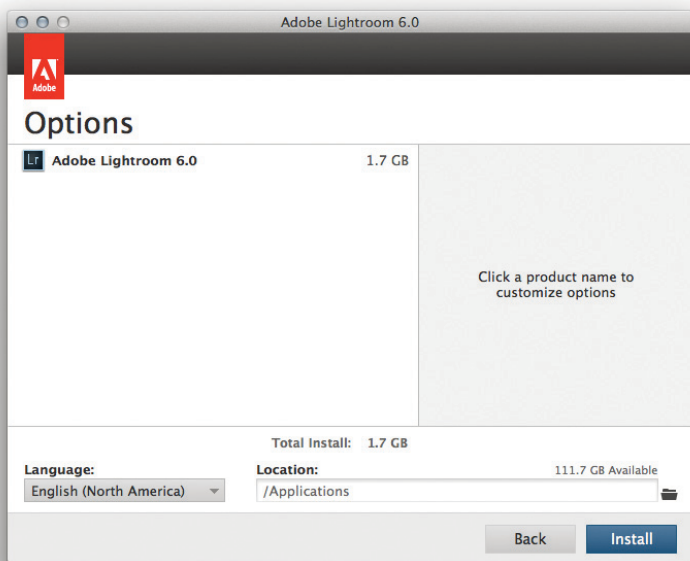 Adobe Lightroom 6.0
Adobe
Options
Lr Adobe Lightroom 6.0 1.7 GB
Click a product name to
customize options
Total Install: 1.7 GB
Language:
English (North America)
Location:
111.7 GB Available
/Applications
Back
Install